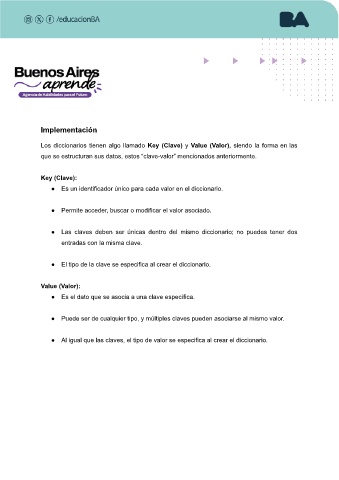 /educacionBA
BA
Buenos Aires
aprende
Agencia de Habilidades para el Futuro
Implementación
Los diccionarios tienen algo llamado Key (Clave) y Value (Valor), siendo la forma en las
que se estructuran sus datos, estos “clave-valor” mencionados anteriormente.
Key (Clave):
● Es un identificador único para cada valor en el diccionario.
● Permite acceder, buscar o modificar el valor asociado.
● Las claves deben ser únicas dentro del mismo diccionario; no puedes tener dos
entradas con la misma clave.
● El tipo de la clave se especifica al crear el diccionario.
Value (Valor):
● Es el dato que se asocia a una clave específica.
● Puede ser de cualquier tipo, y múltiples claves pueden asociarse al mismo valor.
● Al igual que las claves, el tipo de valor se especifica al crear el diccionario.